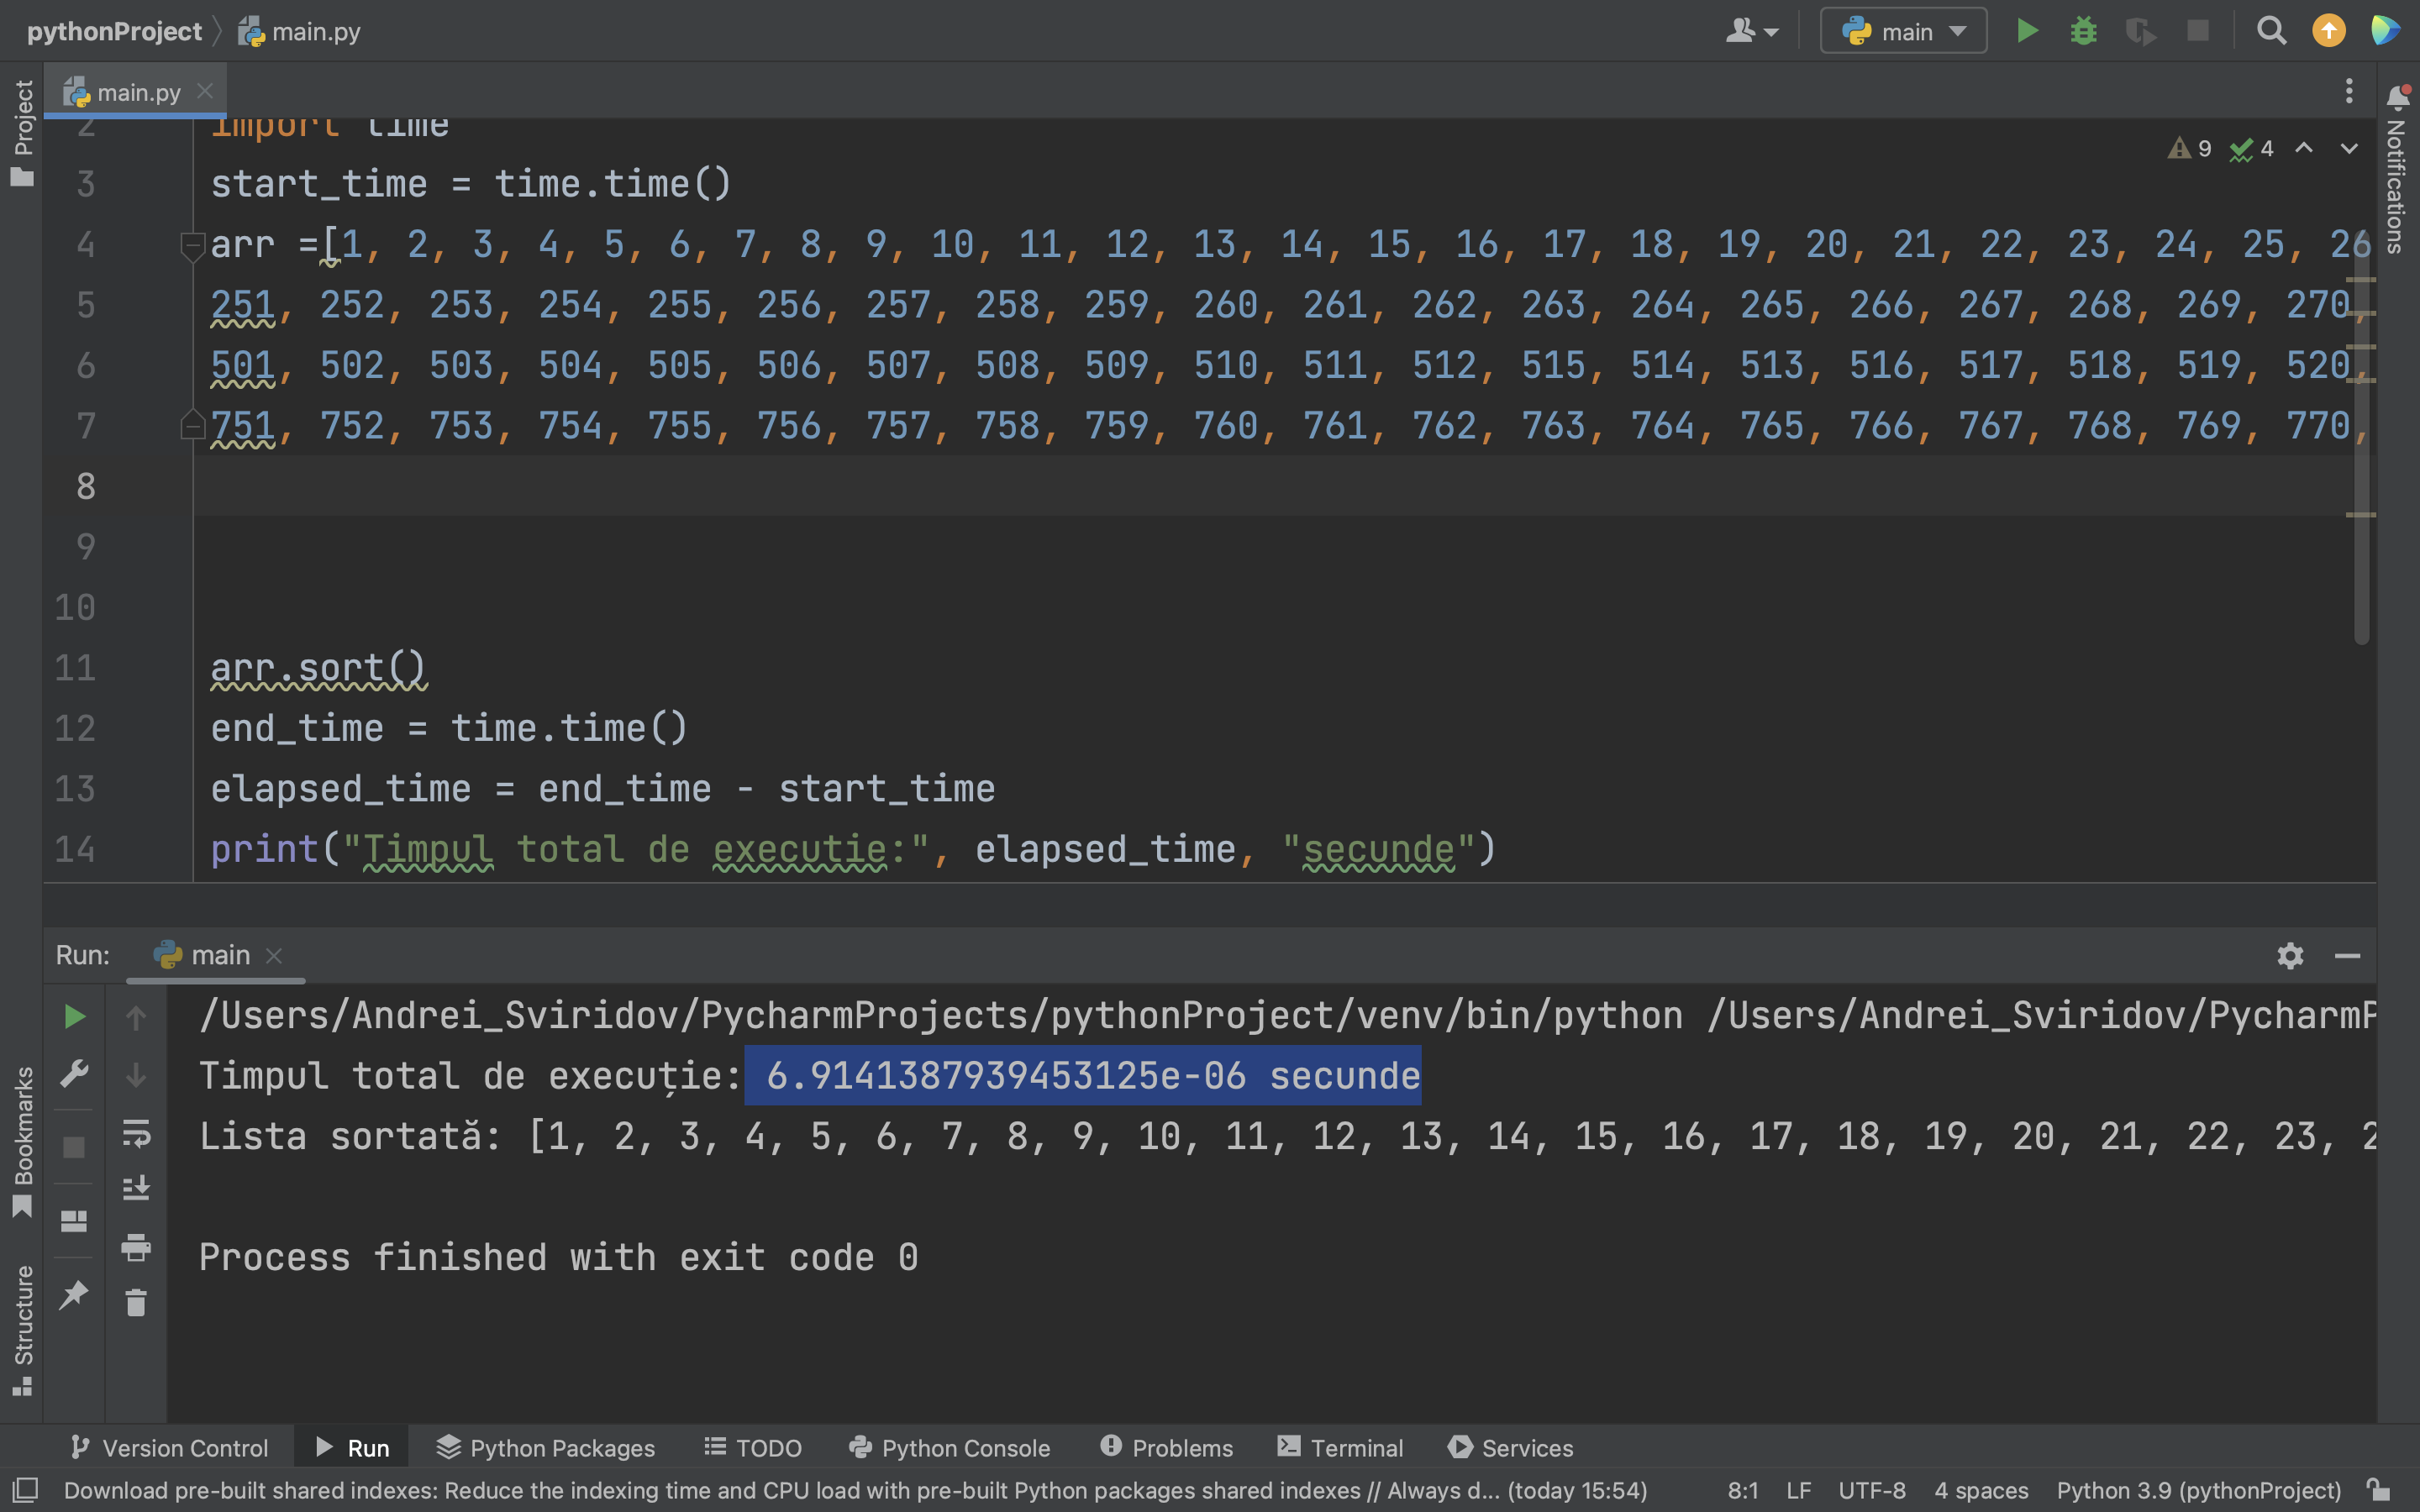 pythonProject main.py
main
Project
main.py
Notifications
9 4
2 import time
3 start_time = time.time()
4 arr =[1, 2, 3, 4, 5, 6, 7, 8, 9, 10, 11, 12, 13, 14, 15, 16, 17, 18, 19, 20, 21, 22, 23, 24, 25, 26
5 251, 252, 253, 254, 255, 256, 257, 258, 259, 260, 261, 262, 263, 264, 265, 266, 267, 268, 269, 270,
6 501, 502, 503, 504, 505, 506, 507, 508, 509, 510, 511, 512, 515, 514, 513, 516, 517, 518, 519, 520,
7 751, 752, 753, 754, 755, 756, 757, 758, 759, 760, 761, 762, 763, 764, 765, 766, 767, 768, 769, 770,
8
9
10
11 arr.sort()
12 end_time = time.time()
13 elapsed_time = end_time - start_time
14 print("Timpul total de executie:", elapsed_time, "secunde")
Run: main
/Users/Andrei_Sviridov/PycharmProjects/pythonProject/venv/bin/python /Users/Andrei_Sviridov/PycharmP
Timpul total de execuție: 6.9141387939453125e-06 secunde
Lista sortată: [1, 2, 3, 4, 5, 6, 7, 8, 9, 10, 11, 12, 13, 14, 15, 16, 17, 18, 19, 20, 21, 22, 23, 2
Process finished with exit code 0
Bookmarks
Structure
Version Control Run Python Packages TODO Python Console Problems Terminal Services
Download pre-built shared indexes: Reduce the indexing time and CPU load with pre-built Python packages shared indexes // Always d... (today 15:54) 8:1 LF UTF-8 4 spaces Python 3.9 (pythonProject)